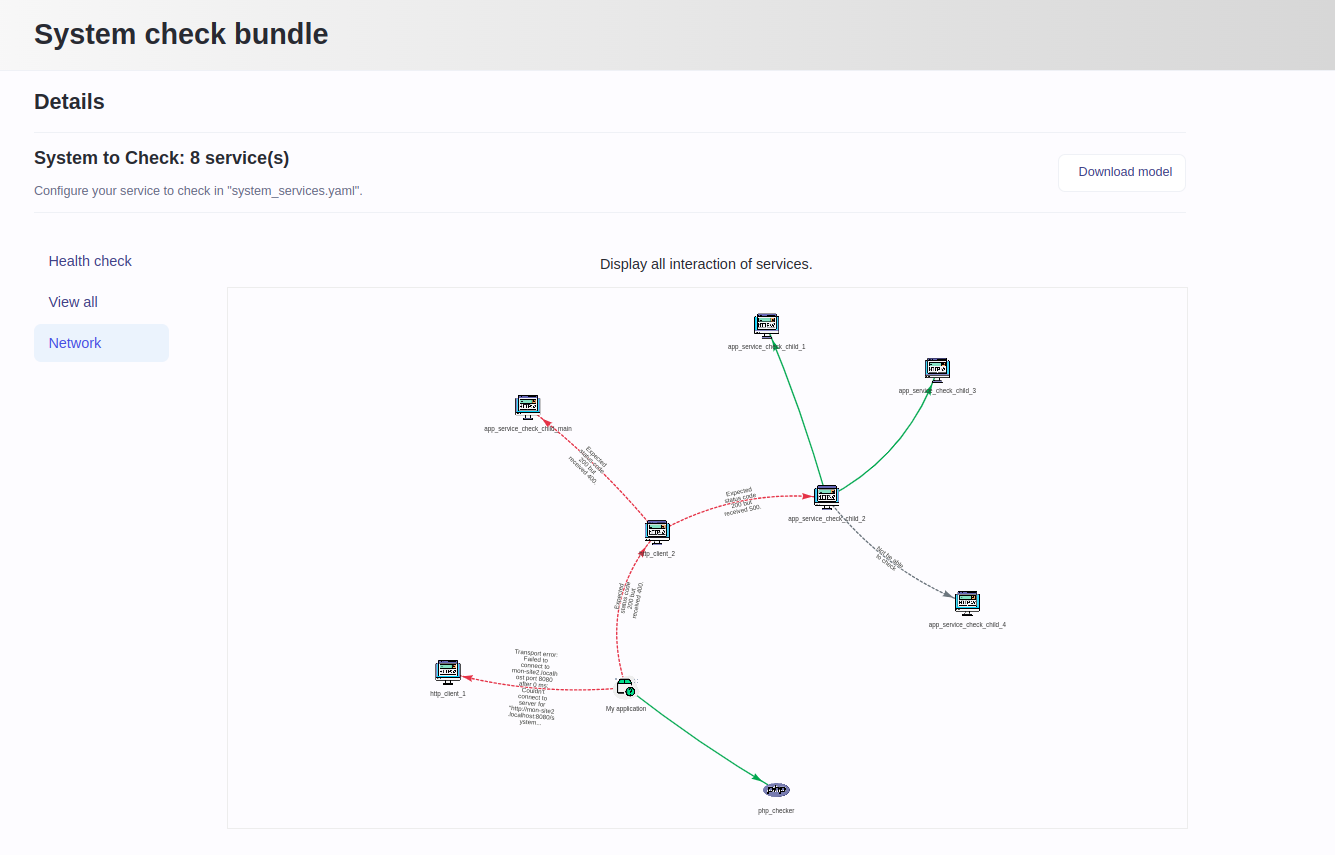 System check bundle
Details
System to Check: 8 service(s)
Configure your service to check in "system_services.yaml".
Download model
Health check
View all
Network
Display all interaction of services.
app_service_check_child_1
app_service_check_child_3
app_service_check_child_main
Expected
status code
200 but
received 400.
Expected
status code
200 but
received 500.
app_service_check_child_2
http_client_2
Not be able
to check
Expected
status code
200 but
received 400.
app_service_check_child_4
Transport error:
Failed to
connect to
mon-site2.localh
ost port 8080
after 0 ms:
Couldn't
connect to
server for
"http://mon-site2
.localhost:8080/s
ystem...
http_client_1
My application
php
php_checker